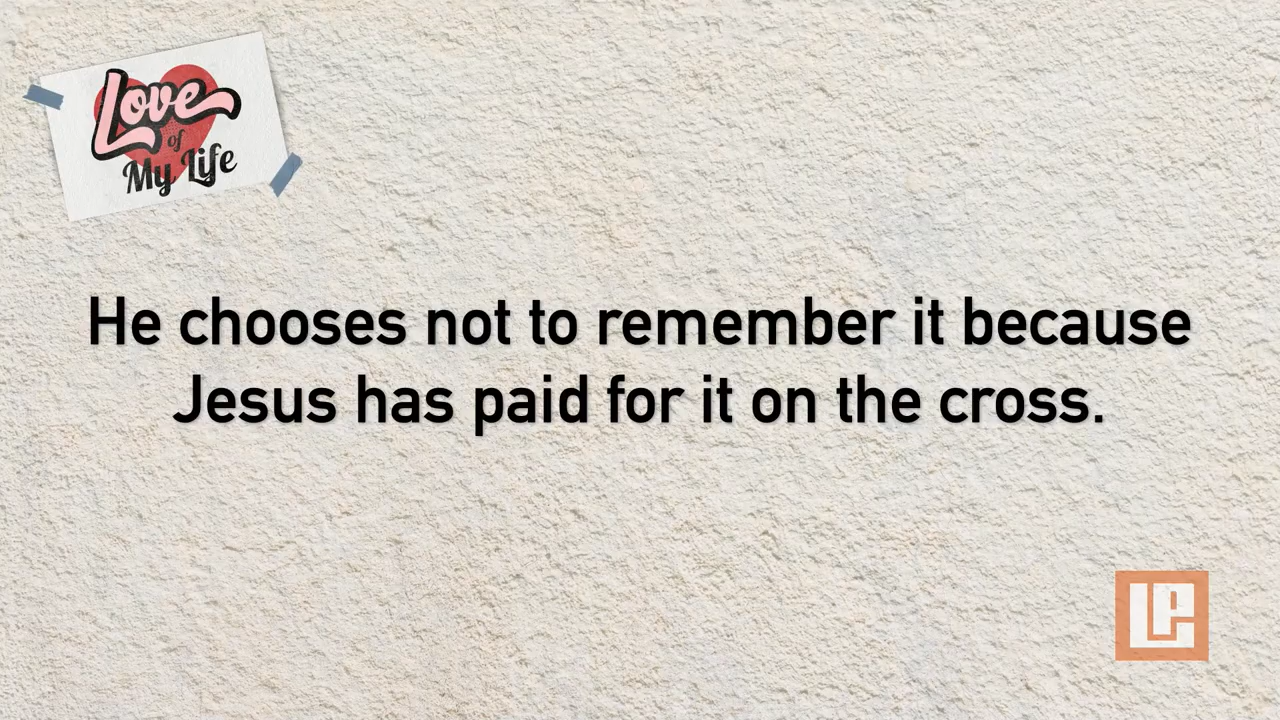 Love
of
My Life
He chooses not to remember it because
Jesus has paid for it on the cross.
LP